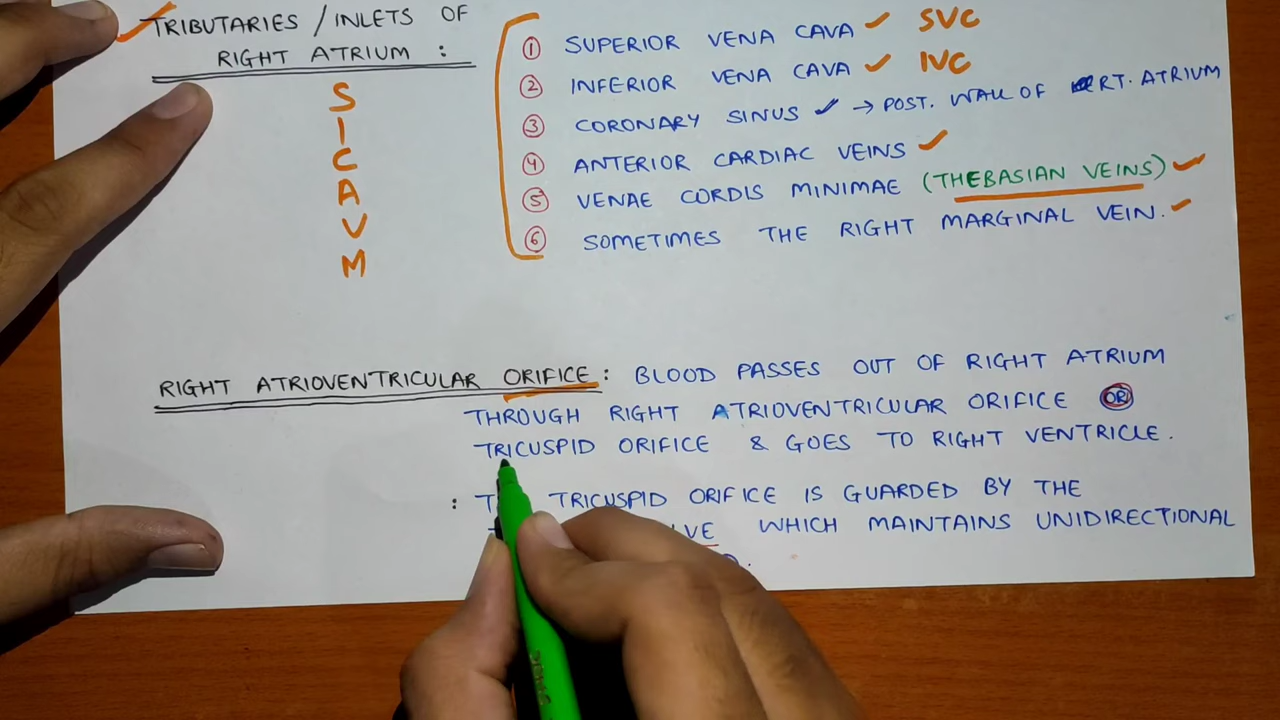 TRIBUTARIES / INLETS OF
RIGHT ATRIUM :
S
I
C
A
V
M
① SUPERIOR VENA CAVA ✓ SVC
② INFERIOR VENA CAVA ✓ IVC
③ CORONARY SINUS ✓ → POST. WALL OF RT. ATRIUM
④ ANTERIOR CARDIAC VEINS ✓
⑤ VENAE CORDIS MINIMAE (THEBASIAN VEINS) ✓
⑥ SOMETIMES THE RIGHT MARGINAL VEIN. ✓
RIGHT ATRIOVENTRICULAR ORIFICE : BLOOD PASSES OUT OF RIGHT ATRIUM
THROUGH RIGHT ATRIOVENTRICULAR ORIFICE OR
TRICUSPID ORIFICE & GOES TO RIGHT VENTRICLE.
: TRICUSPID ORIFICE IS GUARDED BY THE
WHICH MAINTAINS UNIDIRECTIONAL